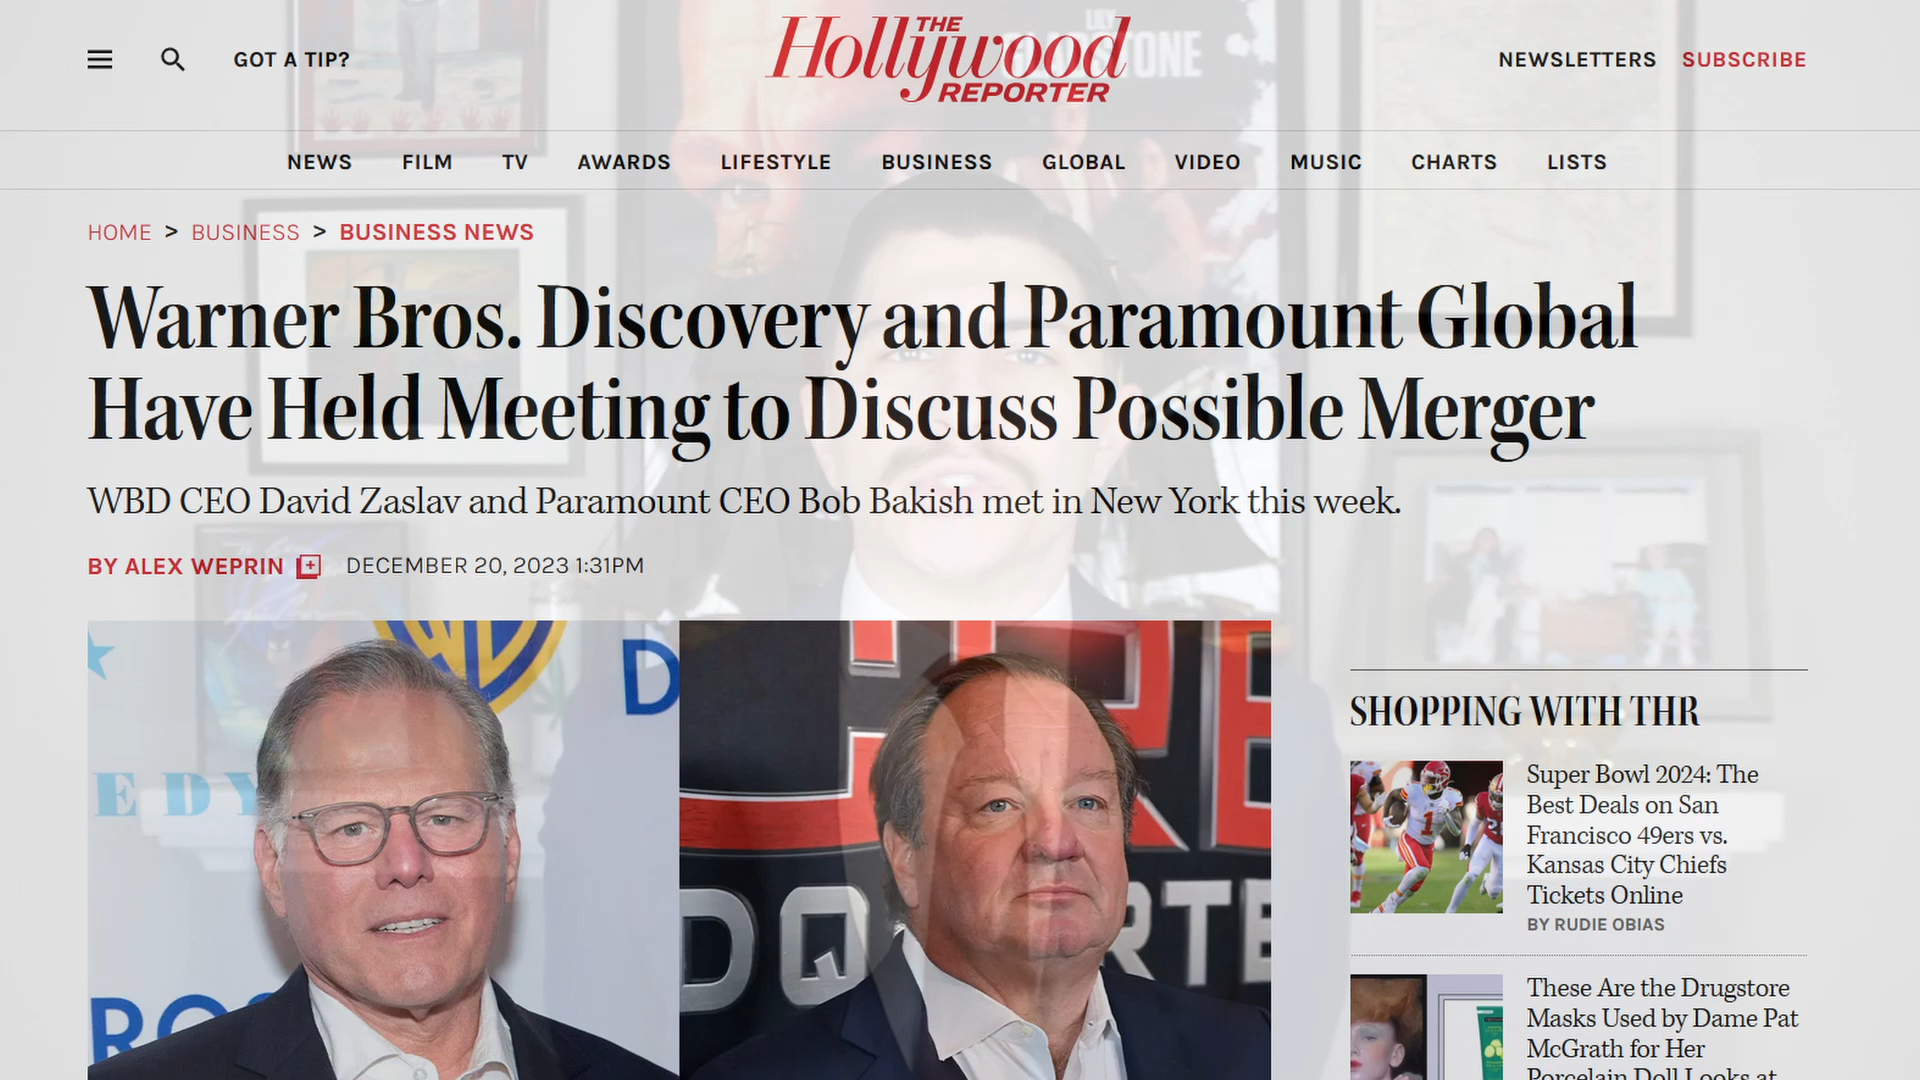 GOT A TIP?
THE
Hollywood
REPORTER
NEWSLETTERS SUBSCRIBE
NEWS FILM TV AWARDS LIFESTYLE BUSINESS GLOBAL VIDEO MUSIC CHARTS LISTS
HOME > BUSINESS > BUSINESS NEWS
Warner Bros. Discovery and Paramount Global
Have Held Meeting to Discuss Possible Merger
WBD CEO David Zaslav and Paramount CEO Bob Bakish met in New York this week.
BY ALEX WEPRIN DECEMBER 20, 2023 1:31PM
SHOPPING WITH THR
Super Bowl 2024: The
Best Deals on San
Francisco 49ers vs.
Kansas City Chiefs
Tickets Online
BY RUDIE OBIAS
These Are the Drugstore
Masks Used by Dame Pat
McGrath for Her
Porcelain Doll Looks at